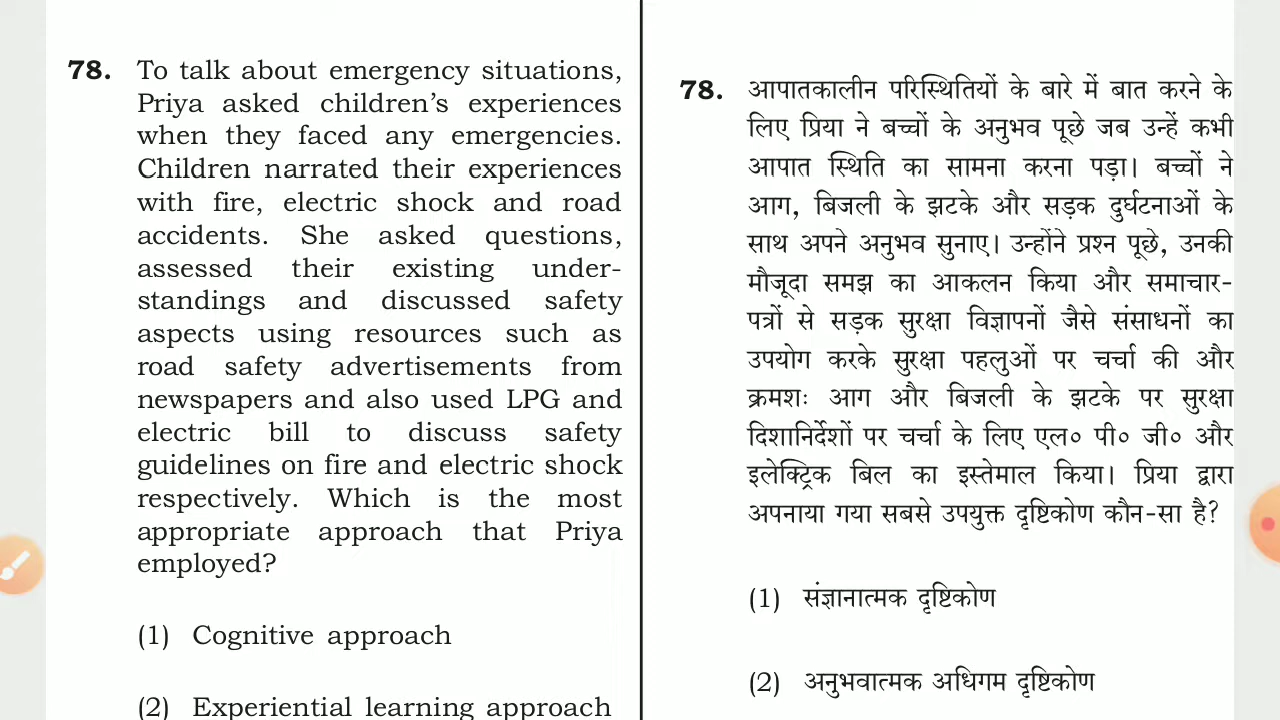 78. To talk about emergency situations,
Priya asked children's experiences
when they faced any emergencies.
Children narrated their experiences
with fire, electric shock and road
accidents. She asked questions,
assessed their existing under-
standings and discussed safety
aspects using resources such as
road safety advertisements from
newspapers and also used LPG and
electric bill to discuss safety
guidelines on fire and electric shock
respectively. Which is the most
appropriate approach that Priya
employed?
(1) Cognitive approach
(2) Experiential learning approach
78. आपातकालीन परिस्थितियों के बारे में बात करने के
लिए प्रिया ने बच्चों के अनुभव पूछे जब उन्हें कभी
आपात स्थिति का सामना करना पड़ा। बच्चों ने
आग, बिजली के झटके और सड़क दुर्घटनाओं के
साथ अपने अनुभव सुनाए। उन्होंने प्रश्न पूछे, उनकी
मौजूदा समझ का आकलन किया और समाचार-
पत्रों से सड़क सुरक्षा विज्ञापनों जैसे संसाधनों का
उपयोग करके सुरक्षा पहलुओं पर चर्चा की और
क्रमशः आग और बिजली के झटके पर सुरक्षा
दिशानिर्देशों पर चर्चा के लिए एल० पी० जी० और
इलेक्ट्रिक बिल का इस्तेमाल किया। प्रिया द्वारा
अपनाया गया सबसे उपयुक्त दृष्टिकोण कौन-सा है?
(1) संज्ञानात्मक दृष्टिकोण
(2) अनुभवात्मक अधिगम दृष्टिकोण